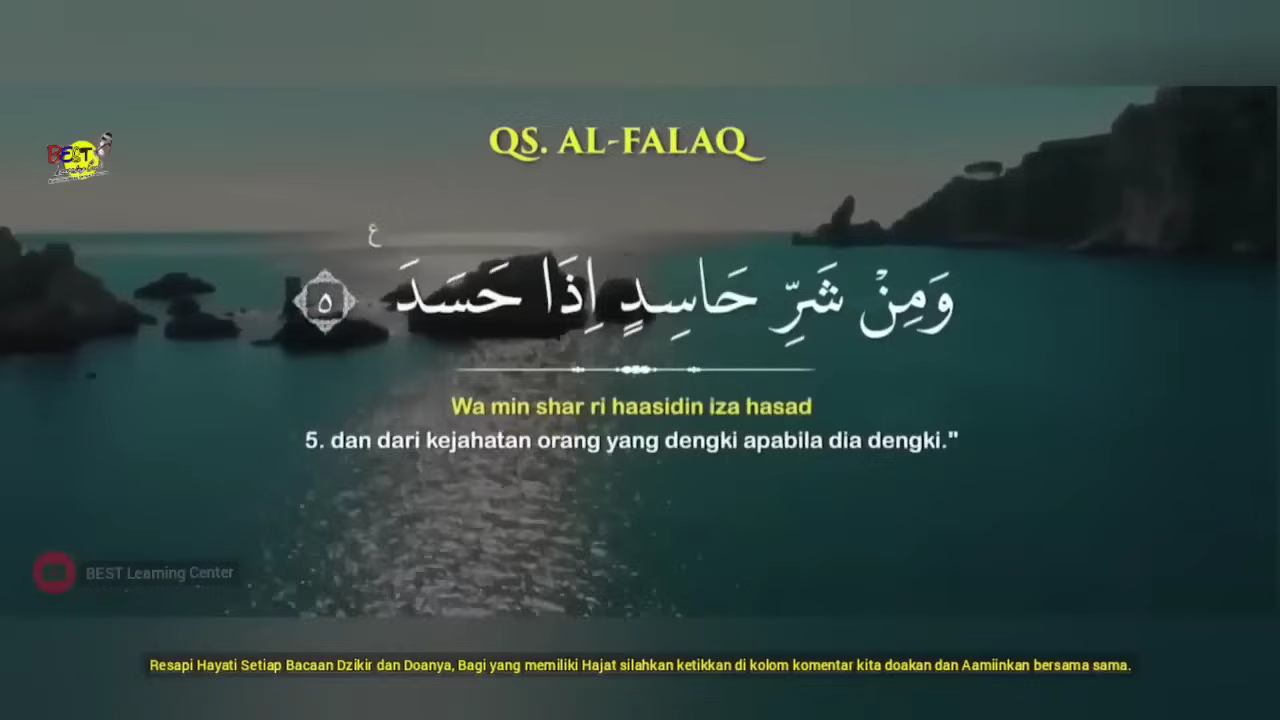 BEST
QS. AL-FALAQ
ع
وَمِنْ شَرِّ حَاسِدٍ اِذَا حَسَدَ ٥
Wa min shar ri haasidin iza hasad
5. dan dari kejahatan orang yang dengki apabila dia dengki."
BEST Learning Center
Resapi Hayati Setiap Bacaan Dzikir dan Doanya, Bagi yang memiliki Hajat silahkan ketikkan di kolom komentar kita doakan dan Aamiinkan bersama sama.